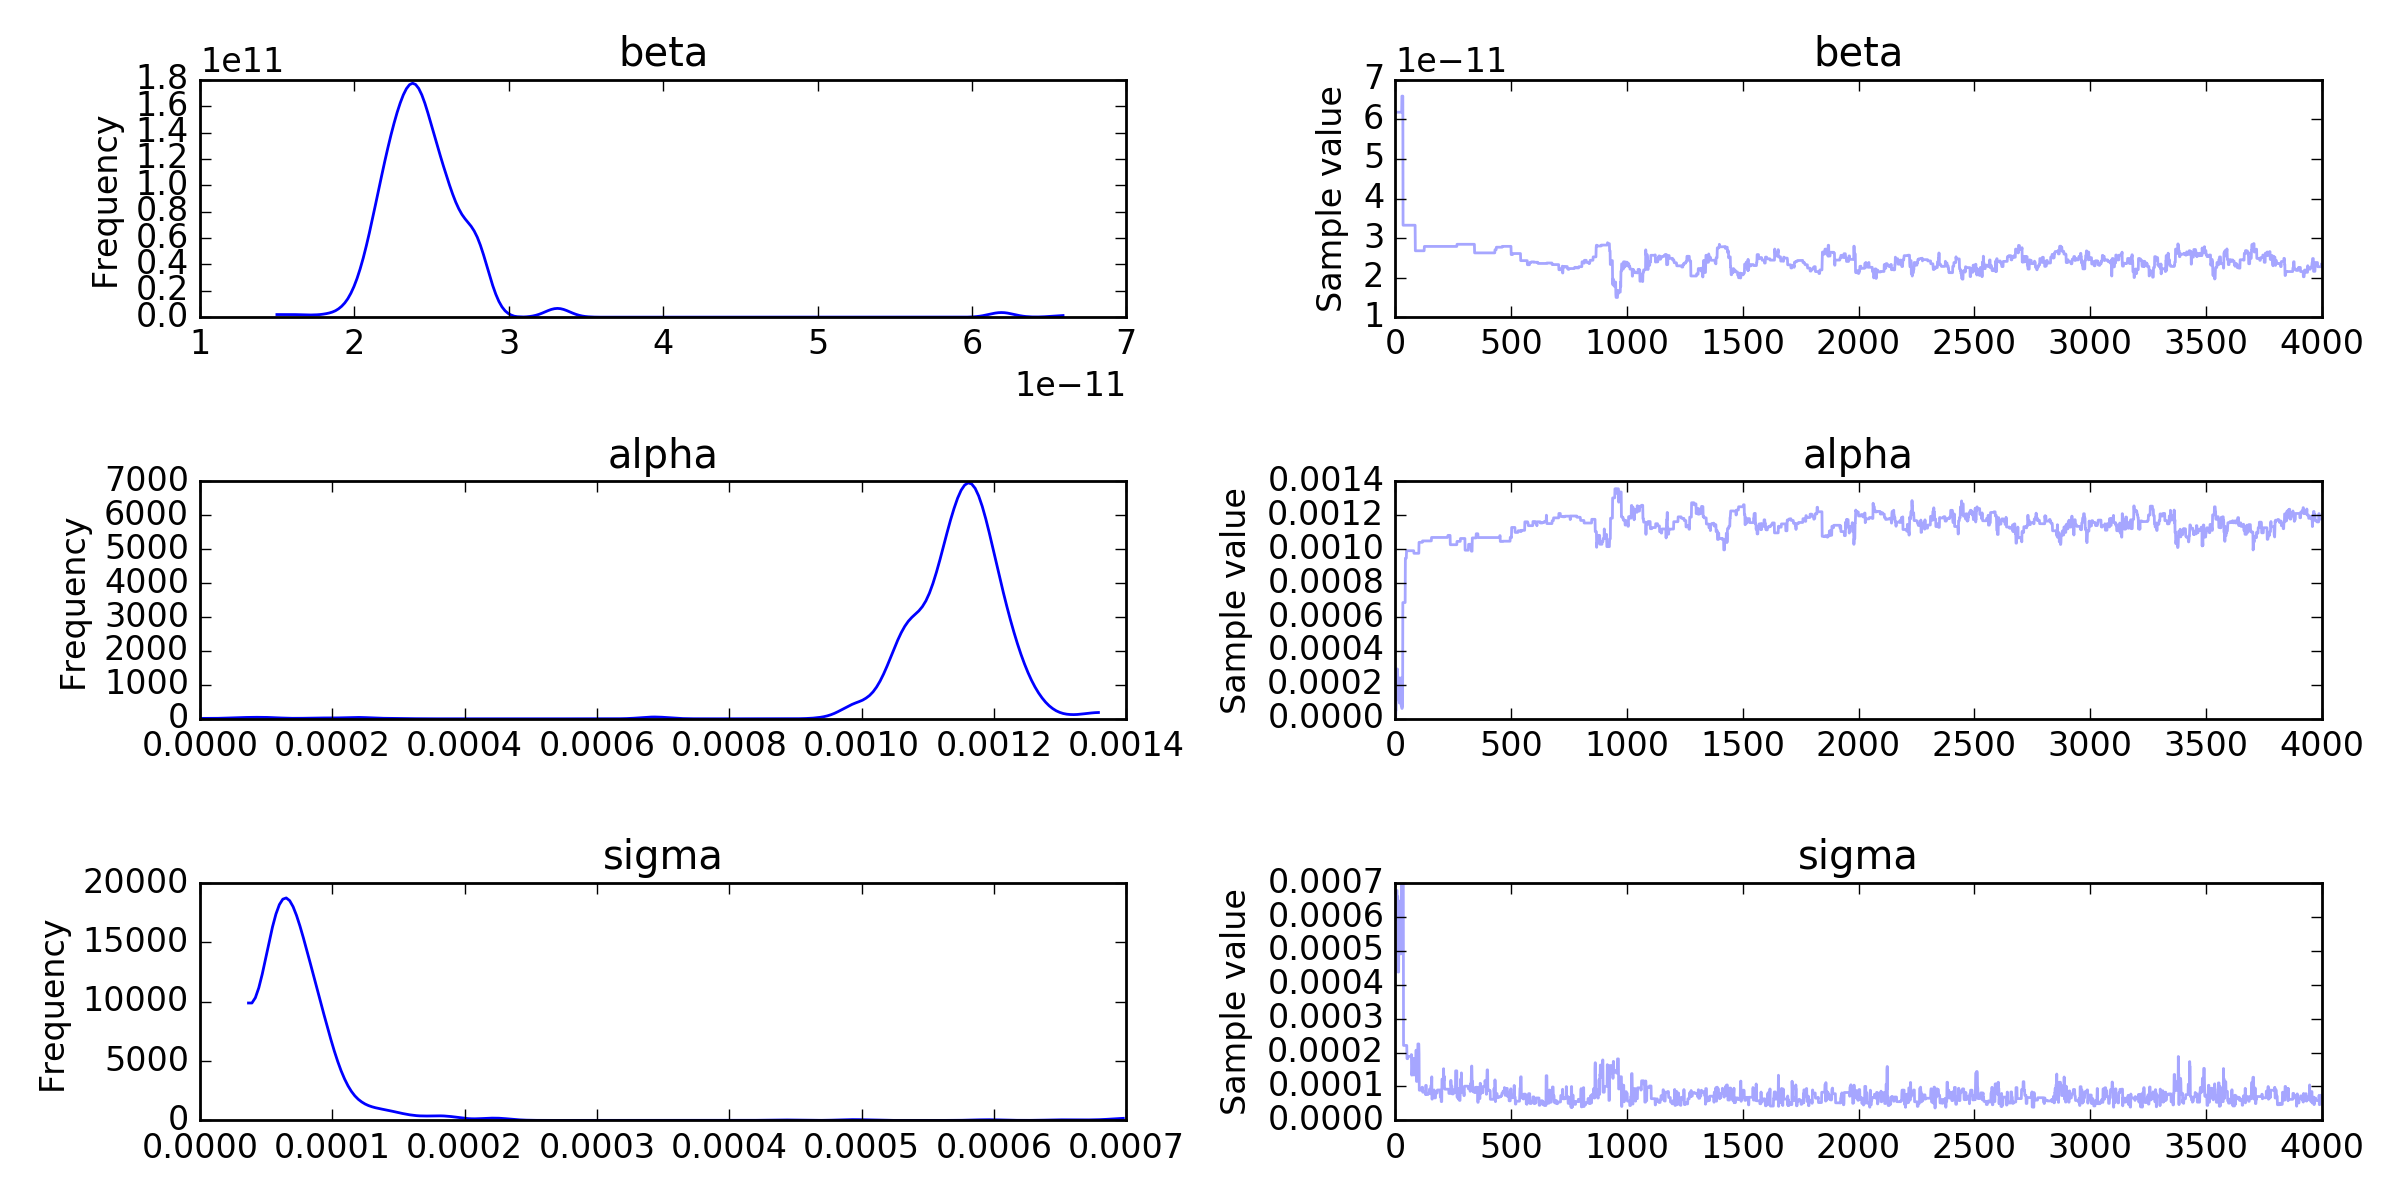 beta
1e11
1.8
1.6
1.4
1.2
1.0
0.8
0.6
0.4
0.2
0.0
Frequency
1 2 3 4 5 6 7
1e−11
beta
1e−11
7
6
5
4
3
2
1
Sample value
0 500 1000 1500 2000 2500 3000 3500 4000
alpha
7000
6000
5000
4000
3000
2000
1000
0
Frequency
0.0000 0.0002 0.0004 0.0006 0.0008 0.0010 0.0012 0.0014
alpha
0.0014
0.0012
0.0010
0.0008
0.0006
0.0004
0.0002
0.0000
Sample value
0 500 1000 1500 2000 2500 3000 3500 4000
sigma
20000
15000
10000
5000
0
Frequency
0.0000 0.0001 0.0002 0.0003 0.0004 0.0005 0.0006 0.0007
sigma
0.0007
0.0006
0.0005
0.0004
0.0003
0.0002
0.0001
0.0000
Sample value
0 500 1000 1500 2000 2500 3000 3500 4000